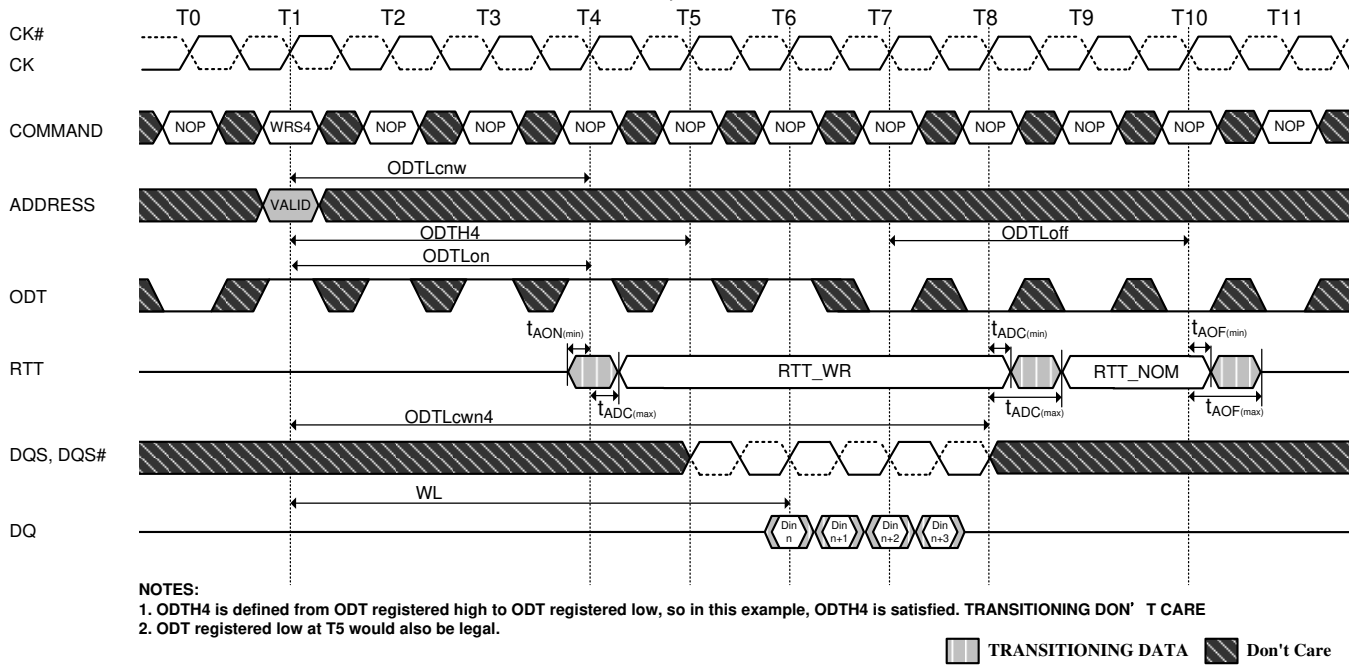 T0 T1 T2 T3 T4 T5 T6 T7 T8 T9 T10 T11
CK#
CK
COMMAND NOP WRS4 NOP NOP NOP NOP NOP NOP NOP NOP NOP NOP
ODTLcnw
ADDRESS VALID
ODTH4 ODTLoff
ODTLon
ODT
tAON(min) tADC(min) tAOF(min)
RTT RTT_WR RTT_NOM
tADC(max) tADC(max) tAOF(max)
ODTLcwn4
DQS, DQS#
WL
DQ Din n Din n+1 Din n+2 Din n+3
NOTES:
1. ODTH4 is defined from ODT registered high to ODT registered low, so in this example, ODTH4 is satisfied. TRANSITIONING DON' T CARE
2. ODT registered low at T5 would also be legal.
TRANSITIONING DATA Don't Care